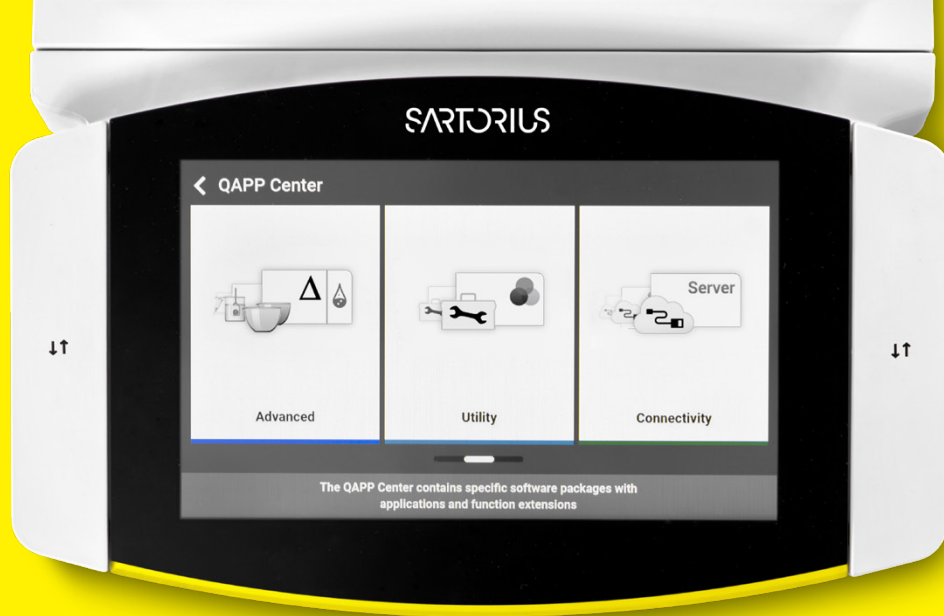 SARTORIUS
QAPP Center
Δ
Server
Advanced
Utility
Connectivity
The QAPP Center contains specific software packages with
applications and function extensions